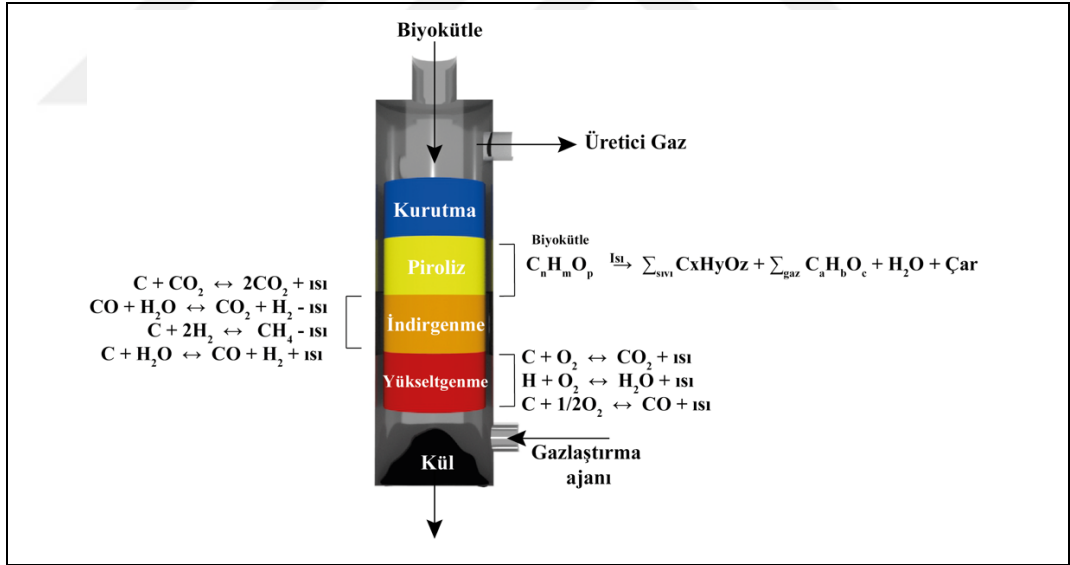 Biyokütle
Üretici Gaz
Kurutma
Piroliz
İndirgenme
Yükseltgenme
Kül
Biyokütle
CₙHₘOₚ →(Isı) ∑ₛıᵥı CxHyOz + ∑gaz CₐH_bO_c + H₂O + Çar
C + CO₂ ↔ 2CO₂ + ısı
CO + H₂O ↔ CO₂ + H₂ - ısı
C + 2H₂ ↔ CH₄ - ısı
C + H₂O ↔ CO + H₂ + ısı
C + O₂ ↔ CO₂ + ısı
H + O₂ ↔ H₂O + ısı
C + 1/2O₂ ↔ CO + ısı
Gazlaştırma
ajanı